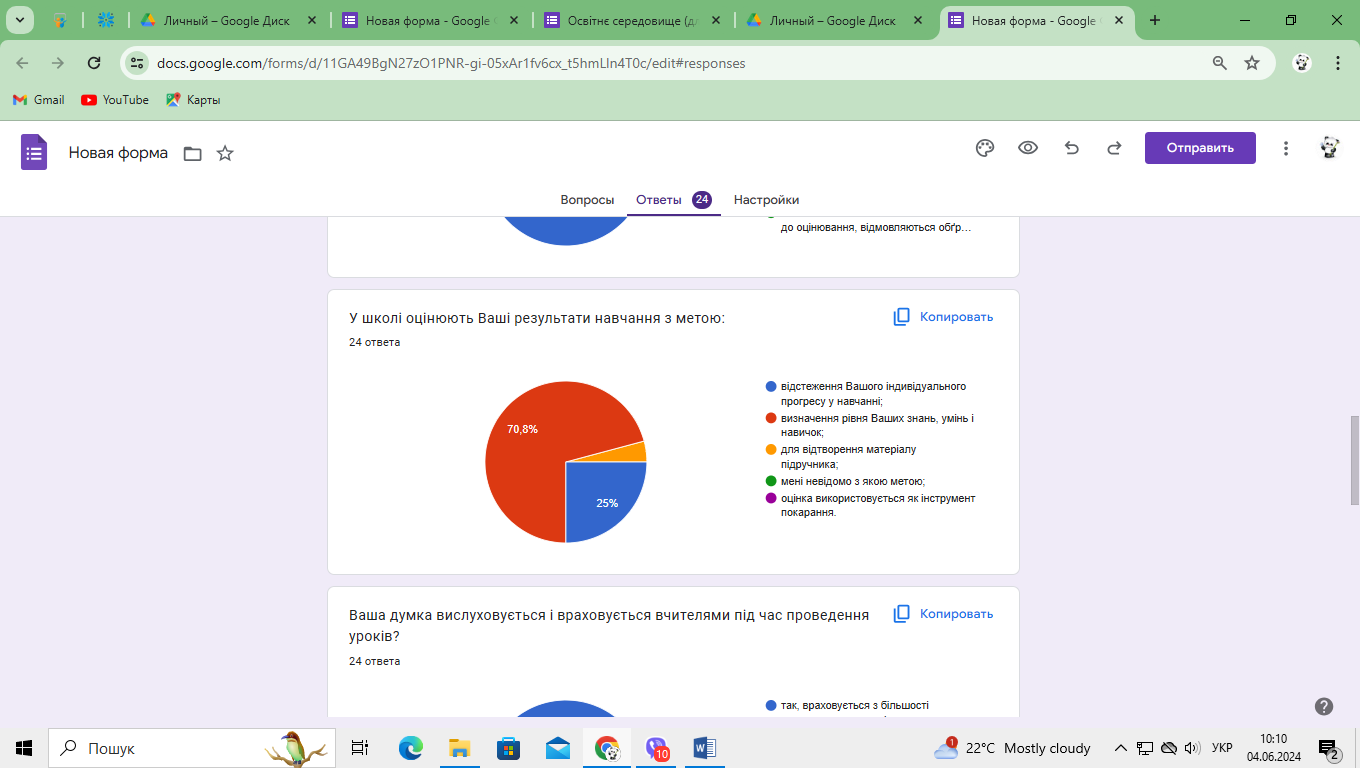 Личный – Google Диск
Новая форма - Google
Освітнє середовище (д
Личный – Google Диск
Новая форма - Google
docs.google.com/forms/d/11GA49BgN27zO1PNR-gi-05xAr1fv6cx_t5hmLln4T0c/edit#responses
Gmail
YouTube
Карты
Новая форма
Отправить
Вопросы
Ответы 24
Настройки
до оцінювання, відмовляються обґр…
У школі оцінюють Ваші результати навчання з метою:
Копировать
24 ответа
70,8%
25%
відстеження Вашого індивідуального
прогресу у навчанні;
визначення рівня Ваших знань, умінь і
навичок;
для відтворення матеріалу
підручника;
мені невідомо з якою метою;
оцінка використовується як інструмент
покарання.
Ваша думка вислуховується і враховується вчителями під час проведення
уроків?
Копировать
24 ответа
так, враховується з більшості
Пошук
10
1
22°C Mostly cloudy
УКР
10:10
04.06.2024
2